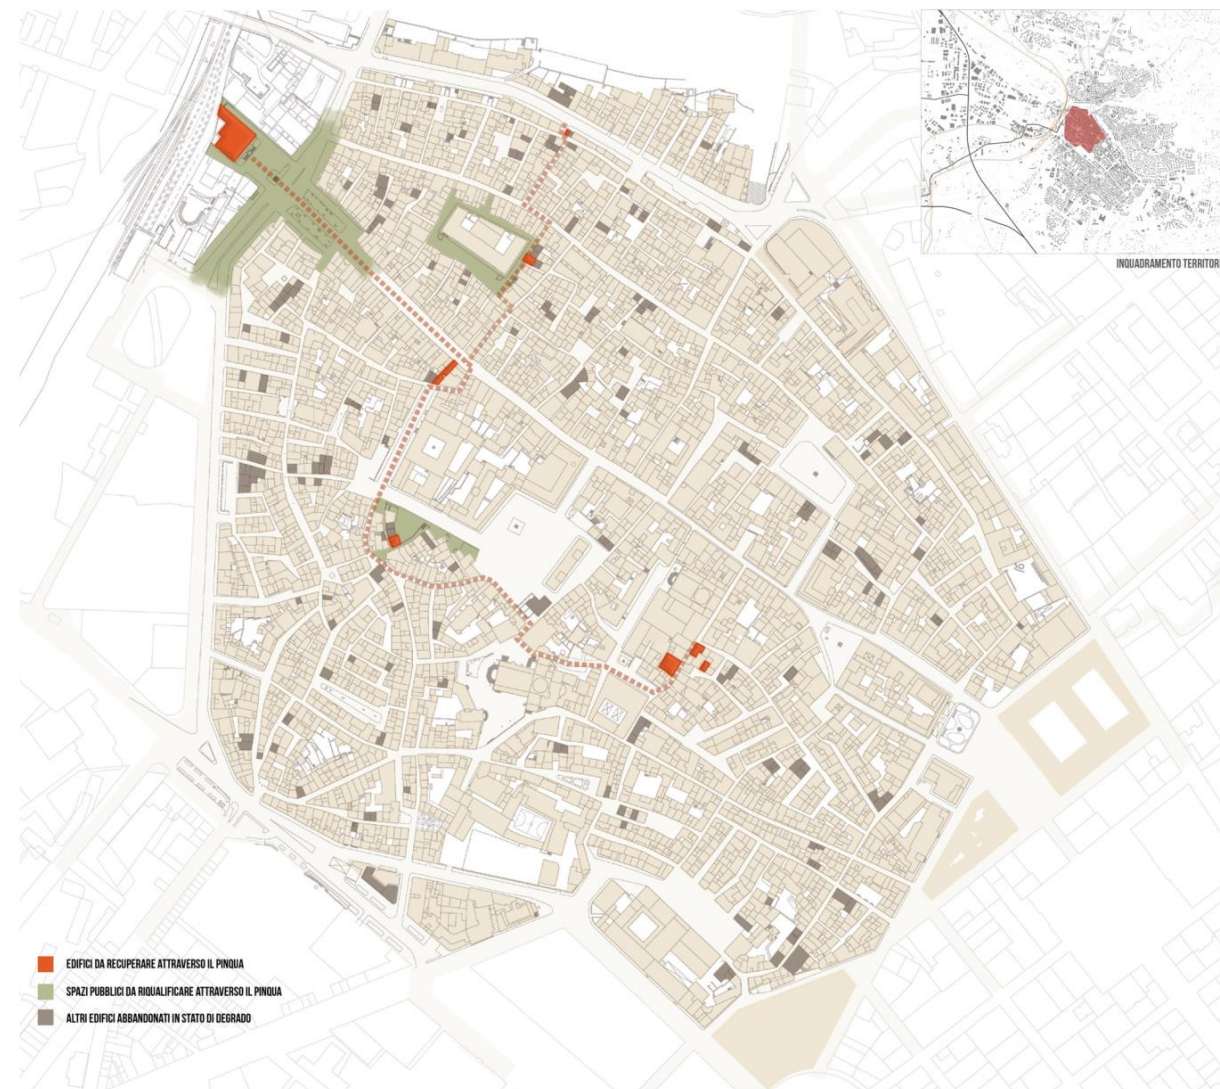 INQUADRAMENTO TERRITOR
EDIFICI DA RECUPERARE ATTRAVERSO IL PINQUA
SPAZI PUBBLICI DA RIQUALIFICARE ATTRAVERSO IL PINQUA
ALTRI EDIFICI ABBANDONATI IN STATO DI DEGRADO